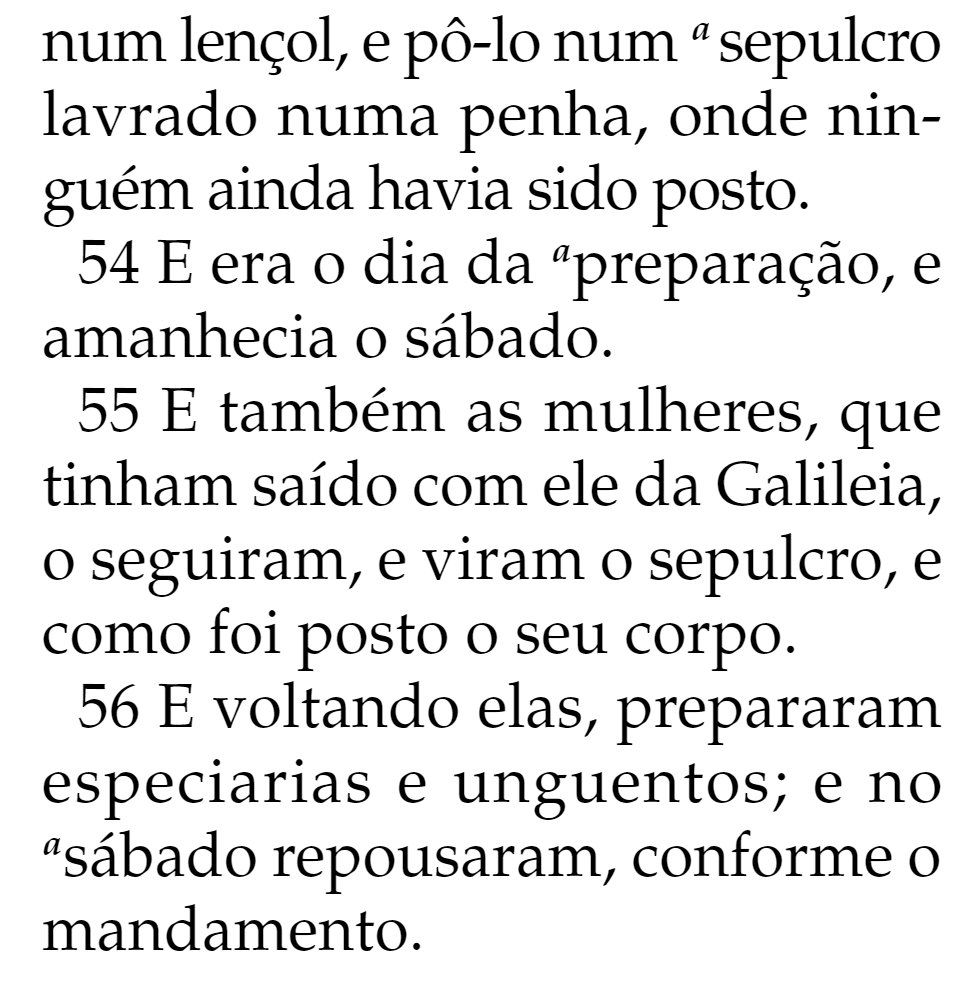 num lençol, e pô-lo num ᵃ sepulcro
lavrado numa penha, onde nin-
guém ainda havia sido posto.
54 E era o dia da ᵃpreparação, e
amanhecia o sábado.
55 E também as mulheres, que
tinham saído com ele da Galileia,
o seguiram, e viram o sepulcro, e
como foi posto o seu corpo.
56 E voltando elas, prepararam
especiarias e unguentos; e no
ᵃsábado repousaram, conforme o
mandamento.